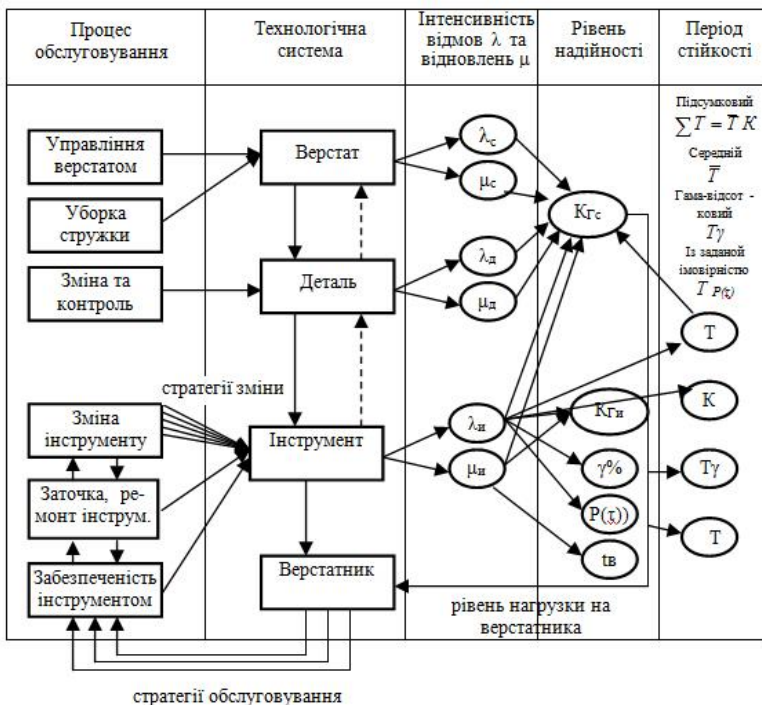 Процес
обслуговування
Технологічна
система
Інтенсивність
відмов λ та
відновлень μ
Рівень
надійності
Період
стійкості
Управління
верстатом
Уборка
стружки
Зміна та
контроль
стратегії зміни
Зміна
інструменту
Заточка, ре-
монт інструм.
Забезпеченість
інструментом
Верстат
Деталь
Інструмент
Верстатник
λс
μс
λд
μд
λи
μи
КГс
КГи
γ%
P(τ))
tв
Підсумковий
∑ T = T̅ K
Середній
T̅
Гама-відсот -
ковий
Tγ
Із заданой
імовірністю
T P(τ)
Т
К
Тγ
Т
рівень нагрузки на
верстатника
стратегії обслуговування